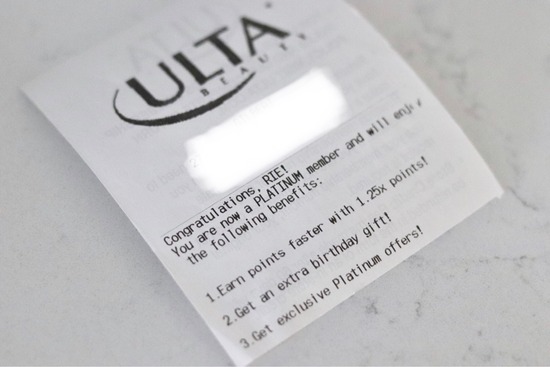 ULTA
BEAUTY
Congratulations, RIE!
You are now a PLATINUM member and will enjoy
the following benefits:
1.Earn points faster with 1.25x points!
2.Get an extra birthday gift!
3.Get exclusive Platinum offers!